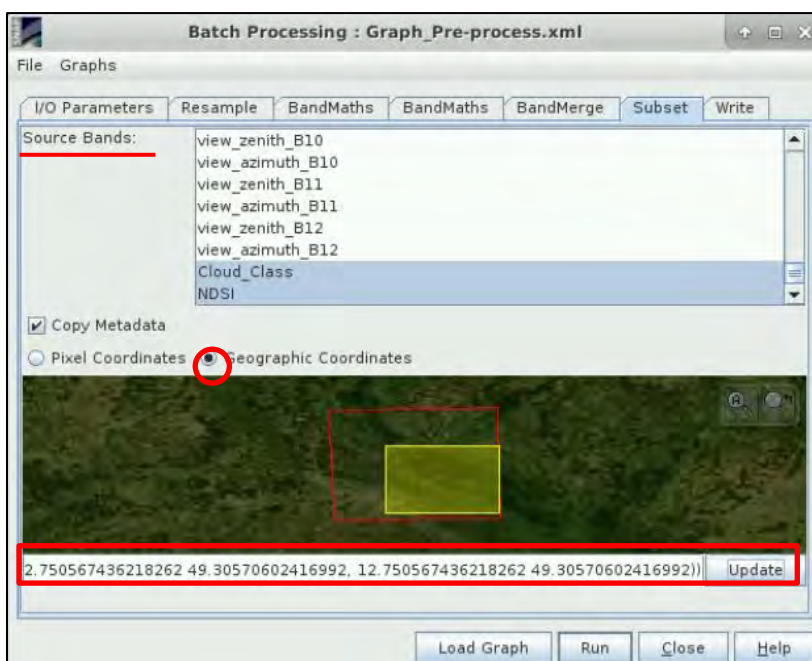 Batch Processing : Graph_Pre-process.xml
File Graphs
I/O Parameters Resample BandMaths BandMaths BandMerge Subset Write
Source Bands:
view_zenith_B10
view_azimuth_B10
view_zenith_B11
view_azimuth_B11
view_zenith_B12
view_azimuth_B12
Cloud_Class
NDSI
Copy Metadata
Pixel Coordinates Geographic Coordinates
2.750567436218262 49.30570602416992, 12.750567436218262 49.30570602416992)) Update
Load Graph Run Close Help